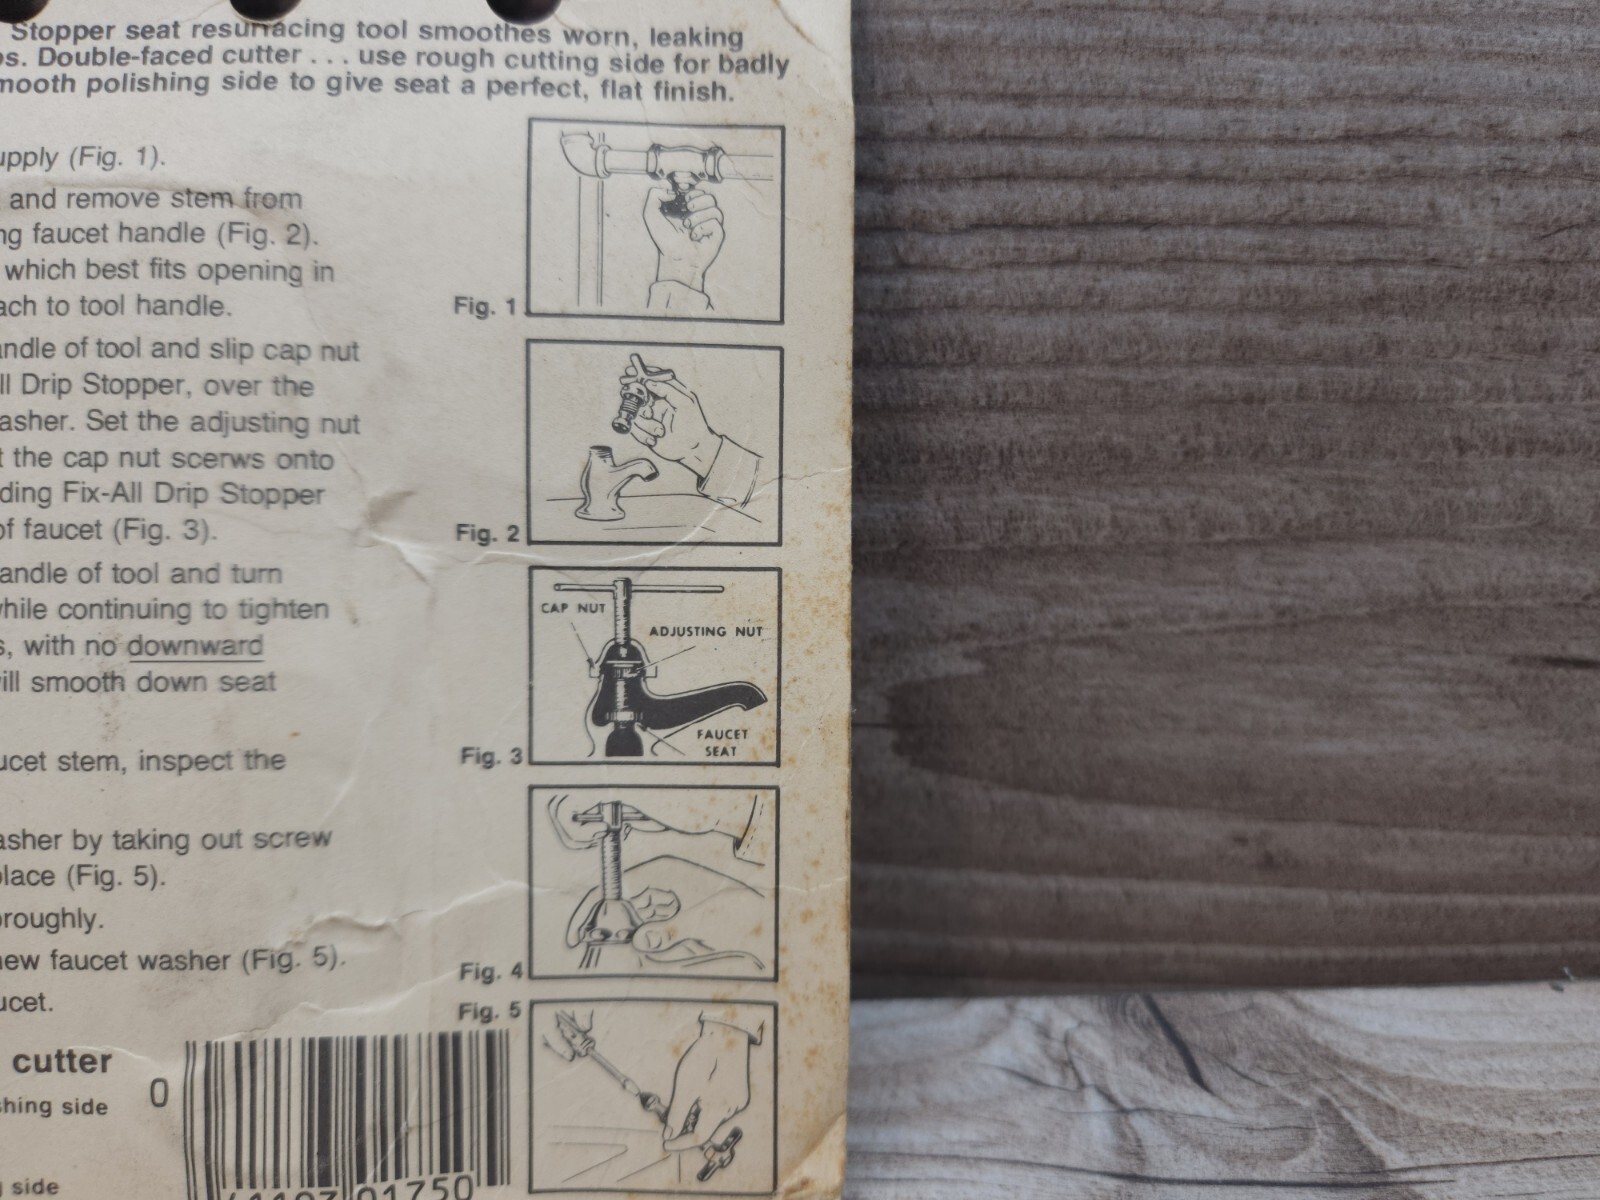 Stopper seat resurfacing tool smoothes worn, leaking
os. Double-faced cutter . . . use rough cutting side for badly
mooth polishing side to give seat a perfect, flat finish.
upply (Fig. 1).
and remove stem from
ng faucet handle (Fig. 2).
which best fits opening in
ach to tool handle.
andle of tool and slip cap nut
ll Drip Stopper, over the
asher. Set the adjusting nut
t the cap nut scerws onto
ding Fix-All Drip Stopper
of faucet (Fig. 3).
andle of tool and turn
while continuing to tighten
s, with no downward
ill smooth down seat
ucet stem, inspect the
asher by taking out screw
place (Fig. 5).
oroughly.
new faucet washer (Fig. 5).
ucet.
cutter
shing side
g side
Fig. 1
Fig. 2
CAP NUT
ADJUSTING NUT
FAUCET
SEAT
Fig. 3
Fig. 4
Fig. 5
0
01750